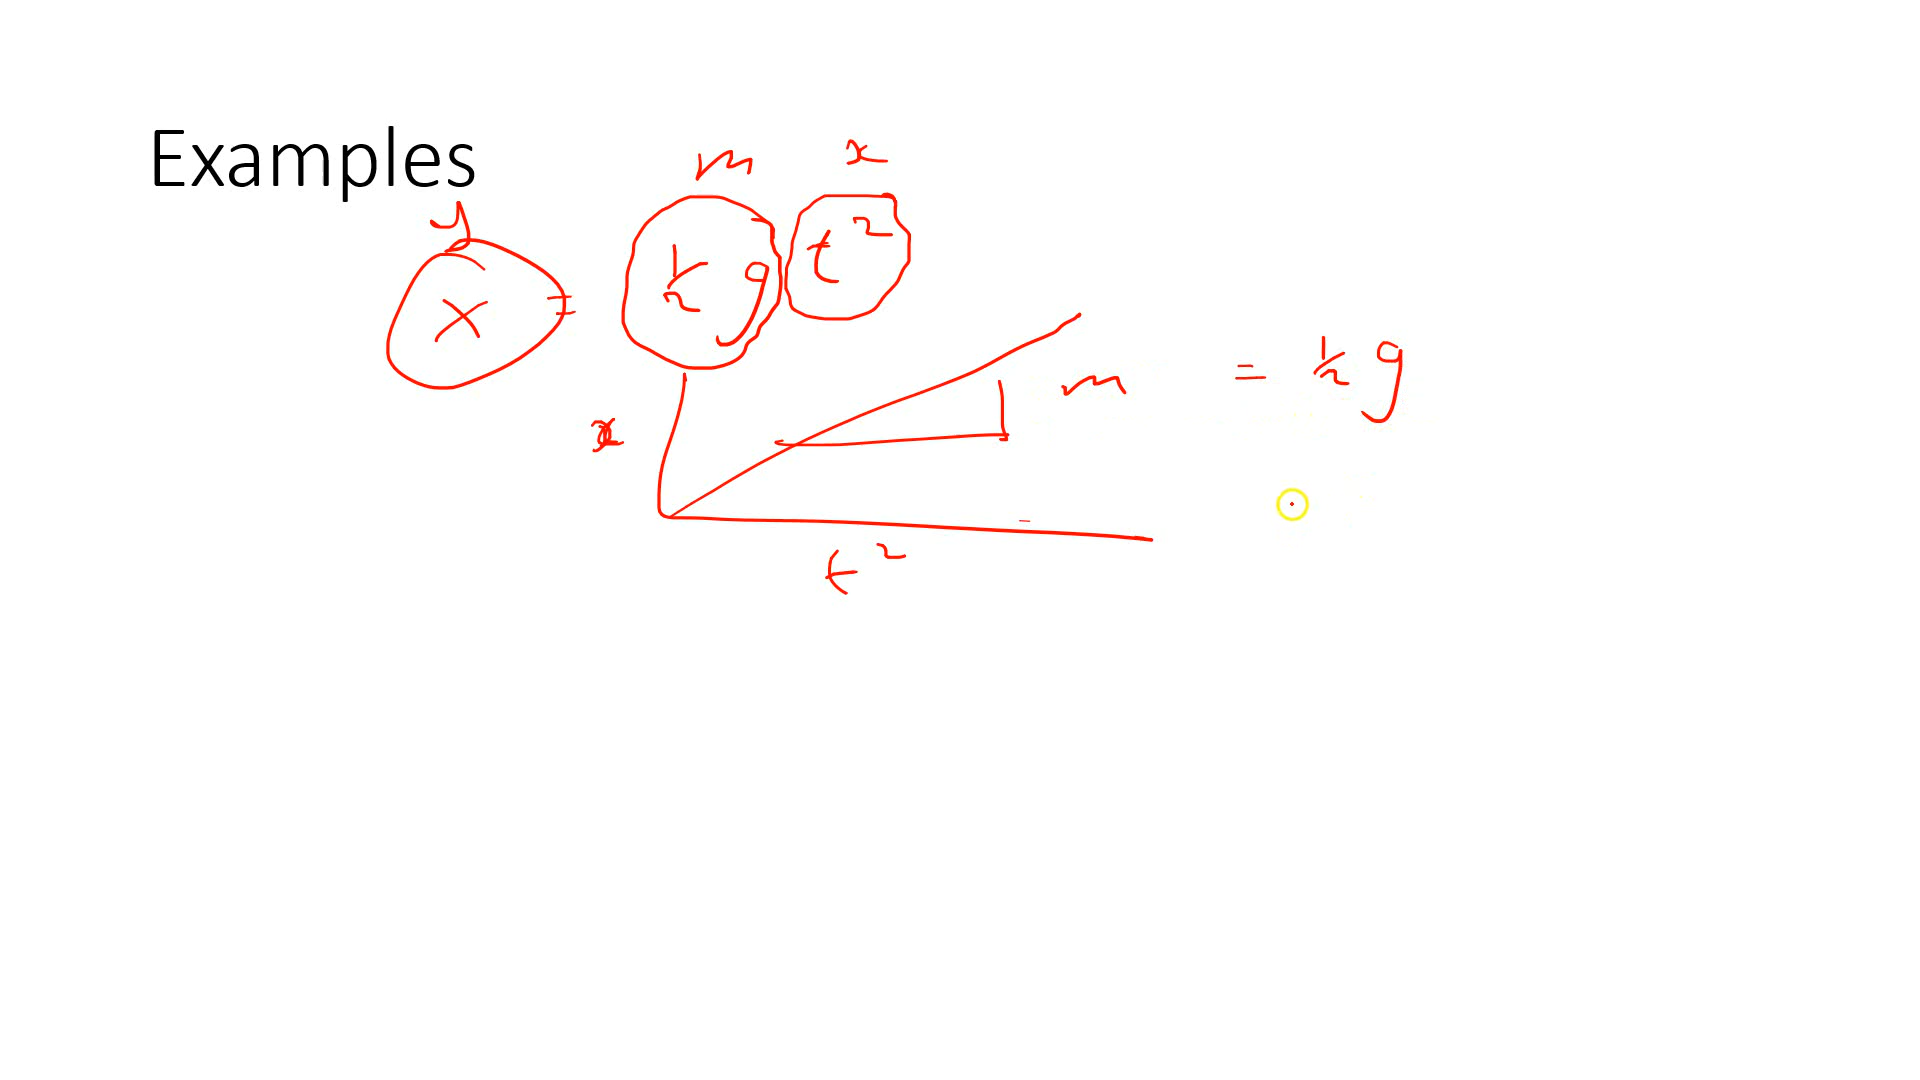 Examples
y m x
x = ½ g t²
m = ½ g
x
t²